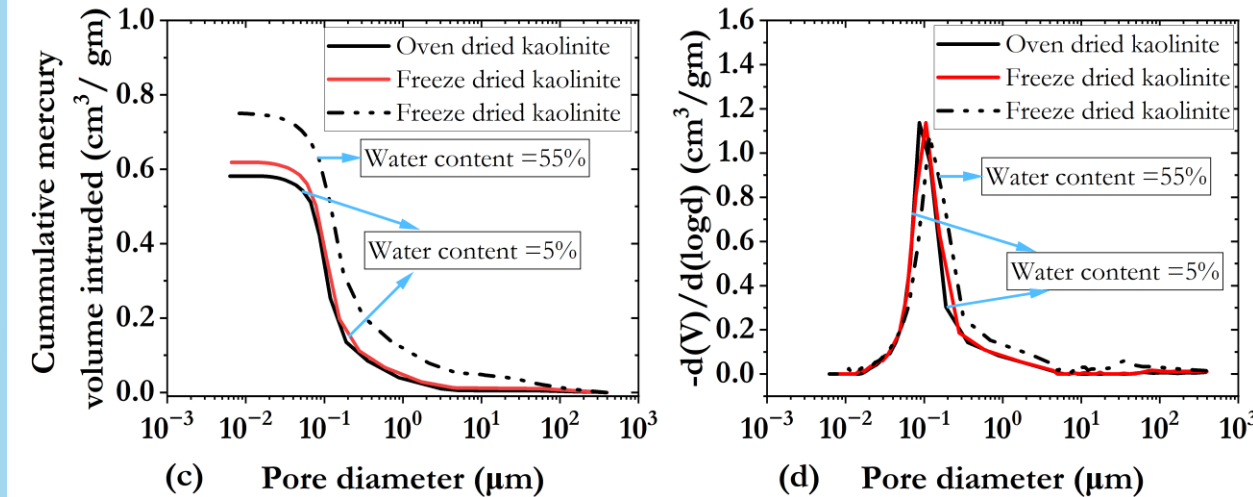 Cummulative mercury
volume intruded (cm³/ gm)
1.0
0.8
0.6
0.4
0.2
0.0
Oven dried kaolinite
Freeze dried kaolinite
Freeze dried kaolinite
Water content =55%
Water content =5%
10⁻³ 10⁻² 10⁻¹ 10⁰ 10¹ 10² 10³
(c) Pore diameter (μm)
-d(V)/d(logd) (cm³/gm)
1.6
1.4
1.2
1.0
0.8
0.6
0.4
0.2
0.0
Oven dried kaolinite
Freeze dried kaolinite
Freeze dried kaolinite
Water content =55%
Water content =5%
10⁻³ 10⁻² 10⁻¹ 10⁰ 10¹ 10² 10³
(d) Pore diameter (μm)